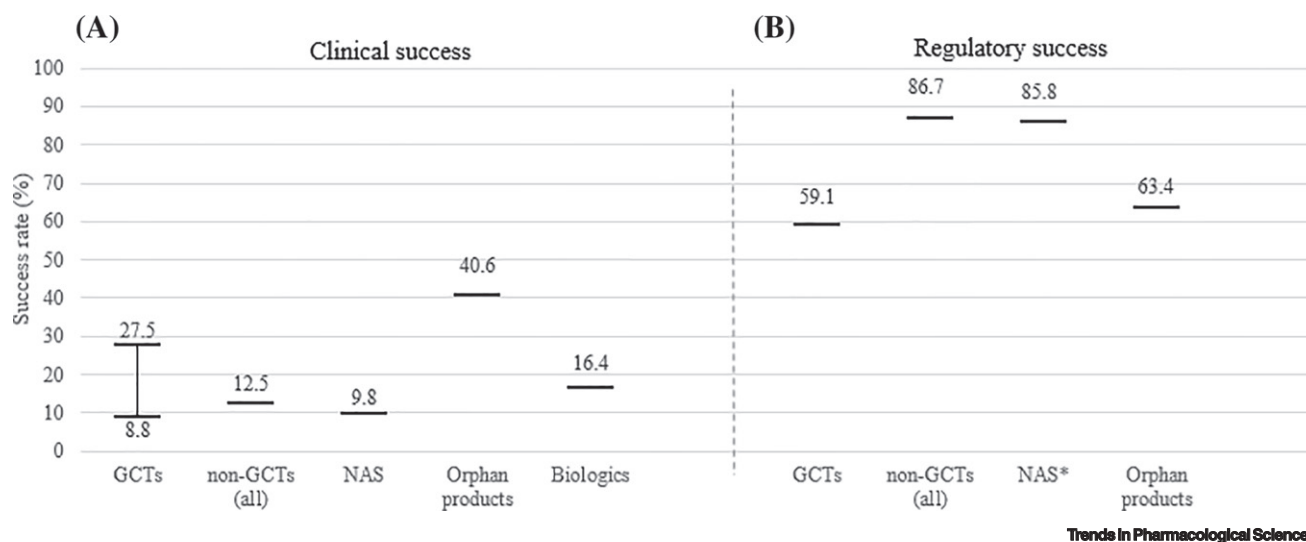 (A)
(B)
Clinical success
Regulatory success
Success rate (%)
100
90
80
70
60
50
40
30
20
10
0
27.5
8.8
12.5
9.8
40.6
16.4
59.1
86.7
85.8
63.4
GCTs
non-GCTs
(all)
NAS
Orphan
products
Biologics
GCTs
non-GCTs
(all)
NAS*
Orphan
products
Trends in Pharmacological Science